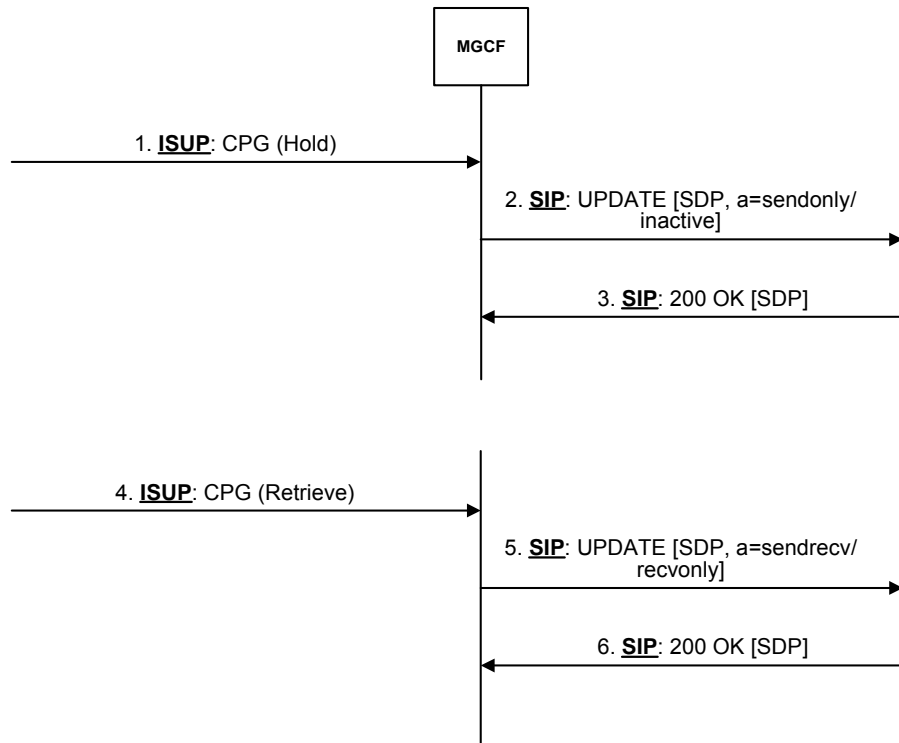 MGCF
1. ISUP: CPG (Hold)
2. SIP: UPDATE [SDP, a=sendonly/
inactive]
3. SIP: 200 OK [SDP]
4. ISUP: CPG (Retrieve)
5. SIP: UPDATE [SDP, a=sendrecv/
recvonly]
6. SIP: 200 OK [SDP]